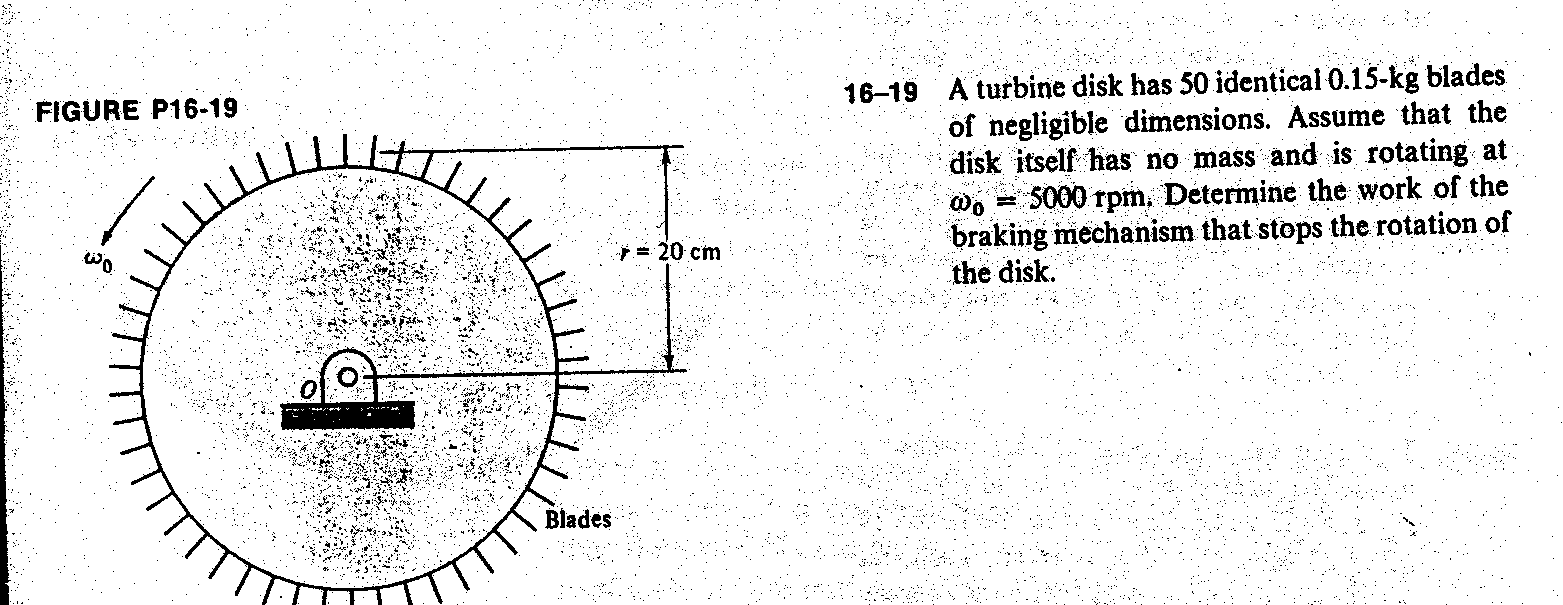 FIGURE P16-19
ω₀
r = 20 cm
O
Blades
16–19 A turbine disk has 50 identical 0.15-kg blades
of negligible dimensions. Assume that the
disk itself has no mass and is rotating at
ω₀ = 5000 rpm. Determine the work of the
braking mechanism that stops the rotation of
the disk.